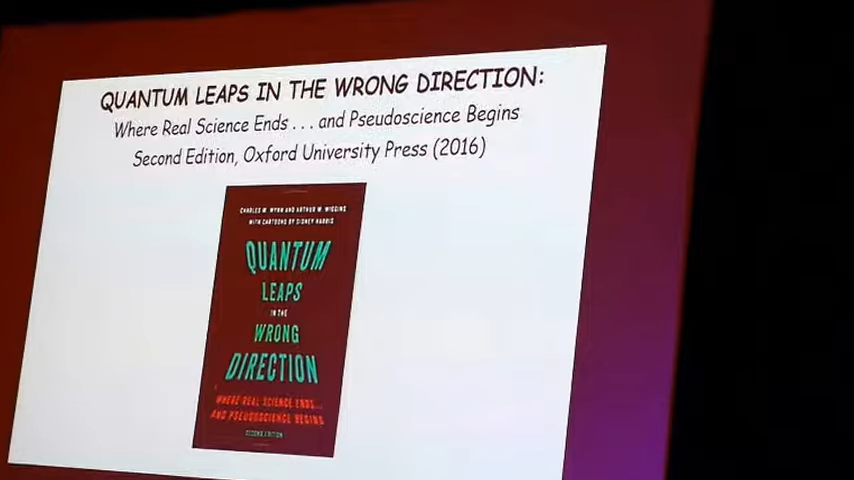 QUANTUM LEAPS IN THE WRONG DIRECTION:
Where Real Science Ends . . . and Pseudoscience Begins
Second Edition, Oxford University Press (2016)
CHARLES M. WYNN AND ARTHUR W. WIGGINS
WITH CARTOONS BY SIDNEY HARRIS
QUANTUM
LEAPS
IN THE
WRONG
DIRECTION
WHERE REAL SCIENCE ENDS...
AND PSEUDOSCIENCE BEGINS
SECOND EDITION